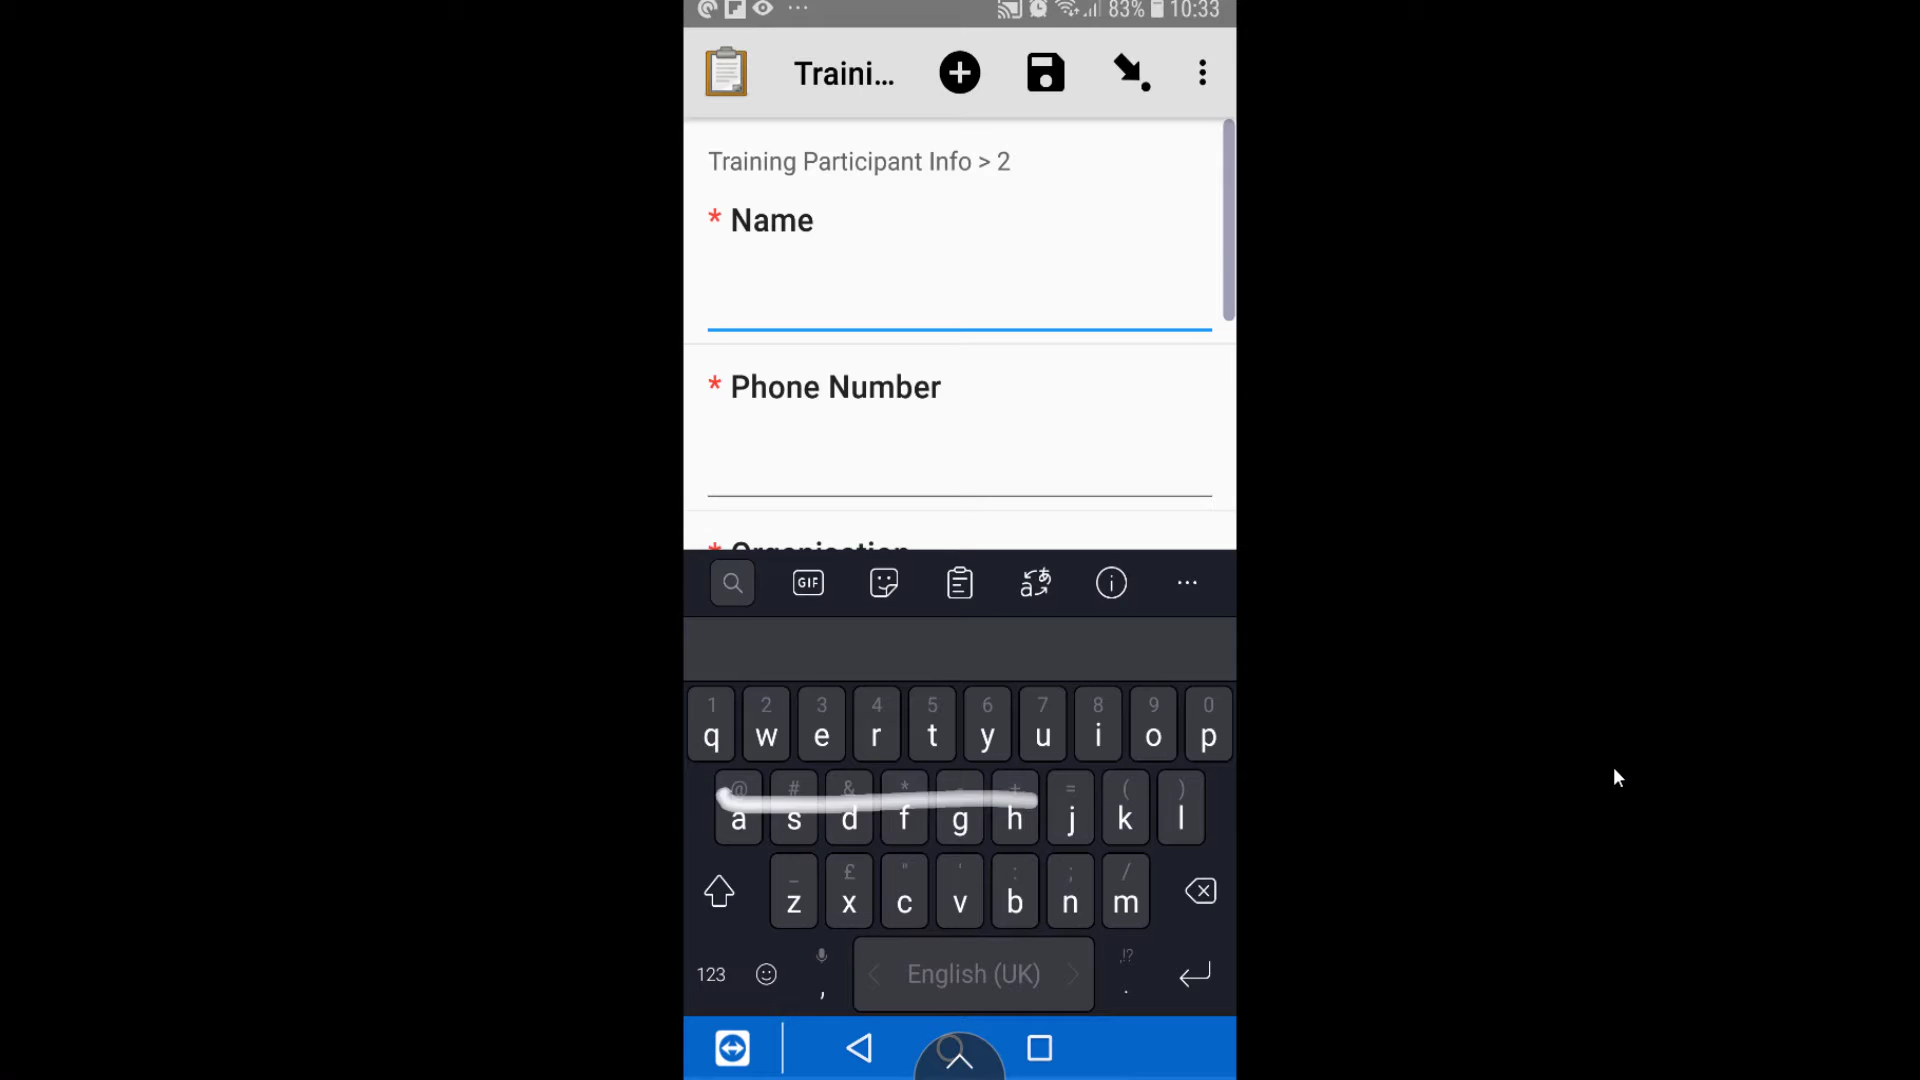 83% 10:33
Traini...
Training Participant Info > 2
* Name
* Phone Number
* Organisation
GIF
1 2 3 4 5 6 7 8 9 0
q w e r t y u i o p
@ # & * - + = ( )
a s d f g h j k l
_ £ " ' : ; /
z x c v b n m
123 , English (UK) ,!? .